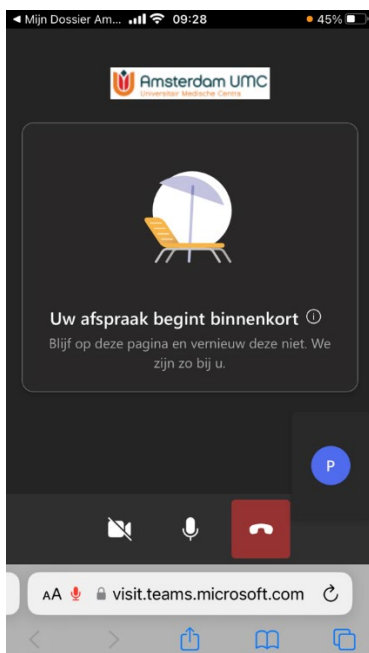 Mijn Dossier Am... 09:28 45%
Amsterdam UMC
Universitair Medische Centra
Uw afspraak begint binnenkort
Blijf op deze pagina en vernieuw deze niet. We
zijn zo bij u.
P
AA visit.teams.microsoft.com